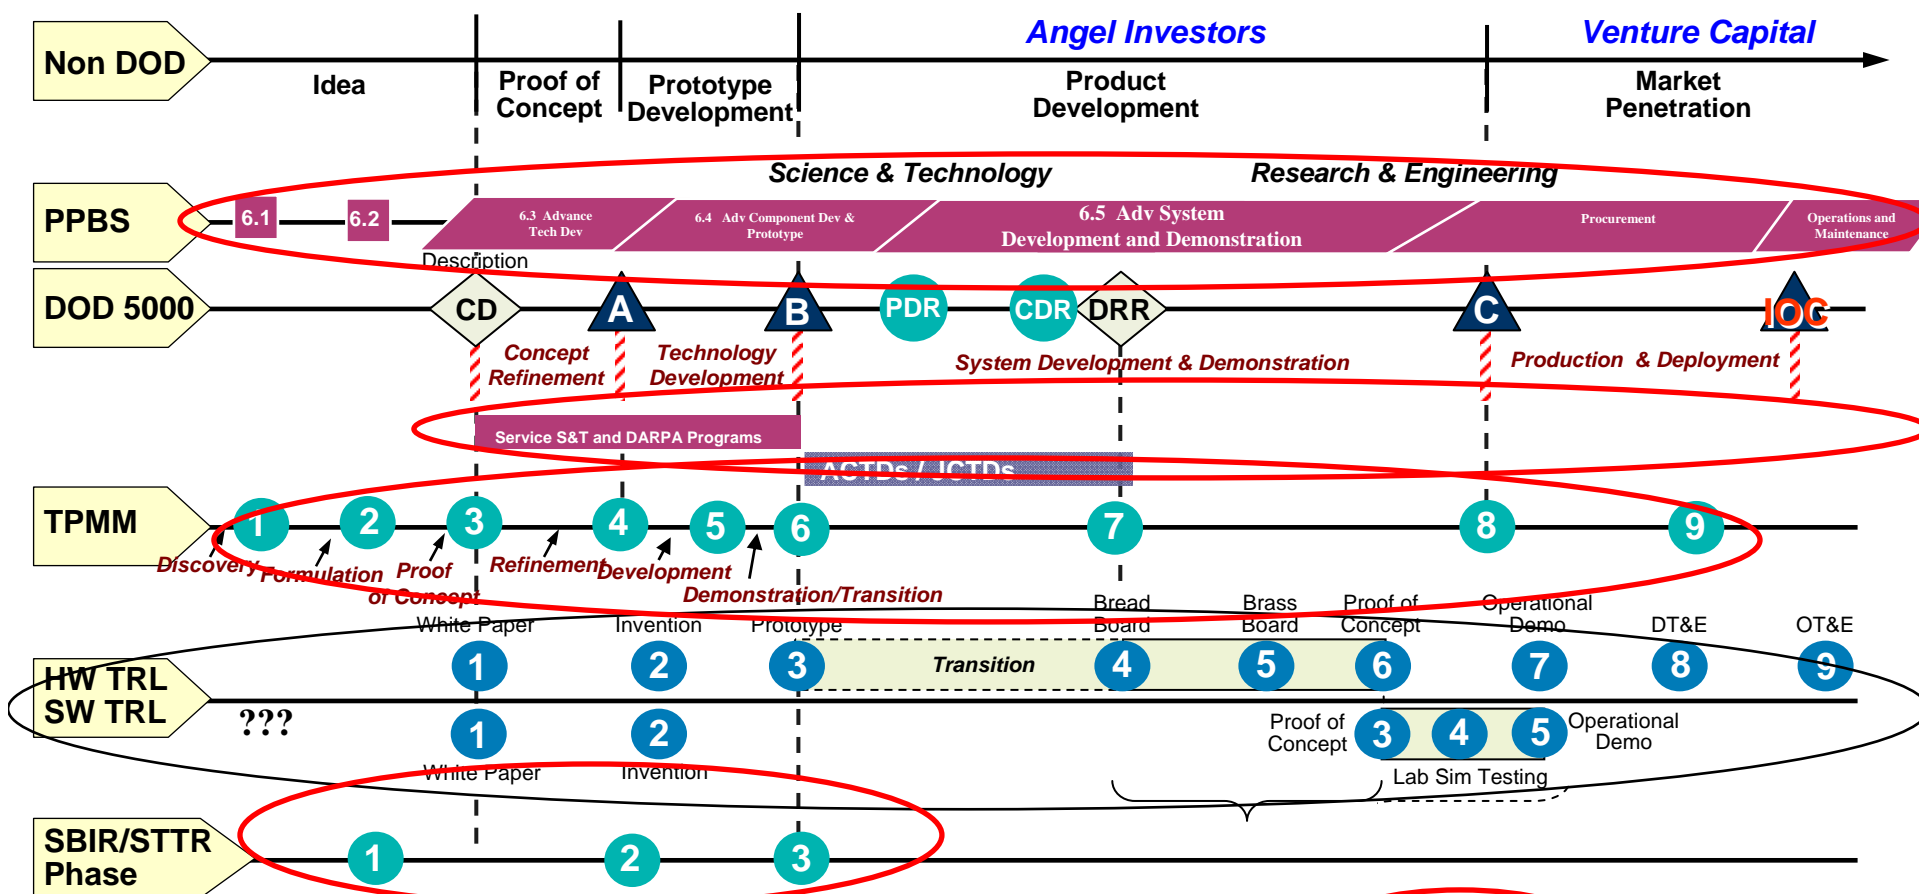 Angel Investors
Venture Capital
Non DOD
Idea
Proof of
Concept
Prototype
Development
Product
Development
Market
Penetration
Science & Technology
Research & Engineering
PPBS
6.1
6.2
6.3 Advance
Tech Dev
6.4 Adv Component Dev &
Prototype
6.5 Adv System
Development and Demonstration
Procurement
Operations and
Maintenance
Description
DOD 5000
CD
A
B
PDR
CDR
DRR
C
IOC
Concept
Refinement
Technology
Development
System Development & Demonstration
Production & Deployment
Service S&T and DARPA Programs
ACTDs / JCTDs
TPMM
1
2
3
4
5
6
7
8
9
Discovery
Formulation
Proof
of Concept
Refinement
Development
Demonstration/Transition
White Paper
Invention
Prototype
Bread
Board
Brass
Board
Proof of
Concept
Operational
Demo
DT&E
OT&E
HW TRL
SW TRL
1
2
3
Transition
4
5
6
7
8
9
???
1
2
Proof of
Concept
3
4
5
Operational
Demo
White Paper
Invention
Lab Sim Testing
SBIR/STTR
Phase
1
2
3